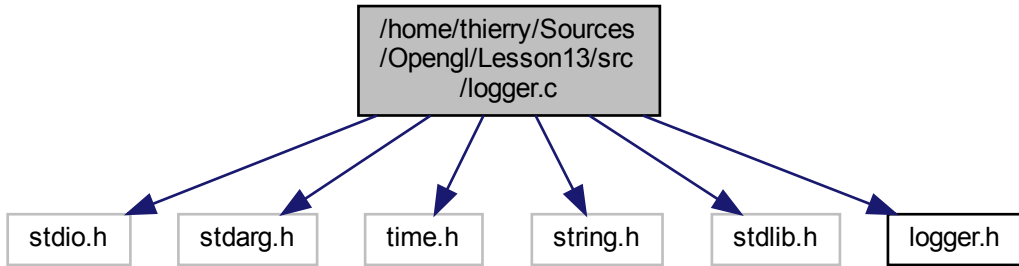 /home/thierry/Sources
/Opengl/Lesson13/src
/logger.c
stdio.h
stdarg.h
time.h
string.h
stdlib.h
logger.h